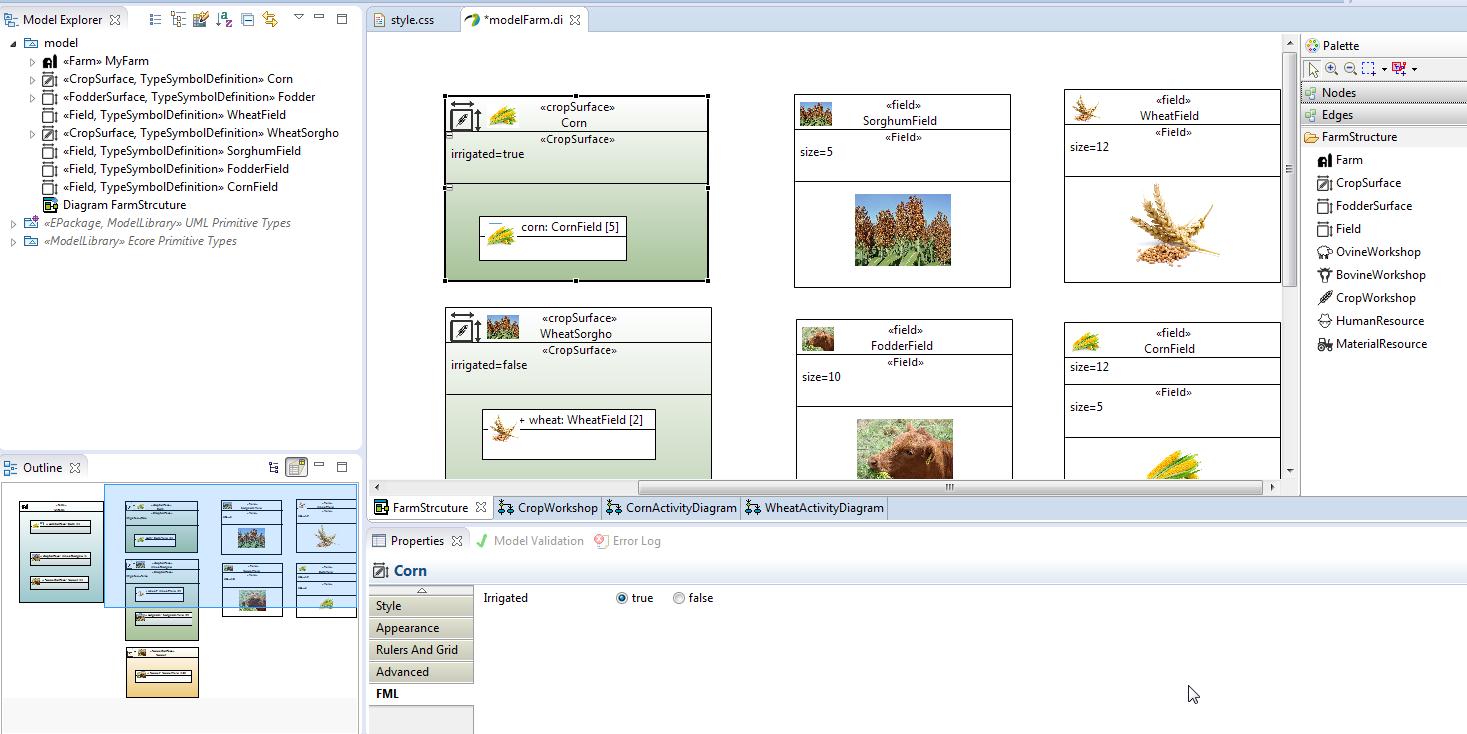 Model Explorer
model
«Farm» MyFarm
«CropSurface, TypeSymbolDefinition» Corn
«FodderSurface, TypeSymbolDefinition» Fodder
«Field, TypeSymbolDefinition» WheatField
«CropSurface, TypeSymbolDefinition» WheatSorgho
«Field, TypeSymbolDefinition» SorghumField
«Field, TypeSymbolDefinition» FodderField
«Field, TypeSymbolDefinition» CornField
Diagram FarmStrcuture
«EPackage, ModelLibrary» UML Primitive Types
«ModelLibrary» Ecore Primitive Types
Outline
style.css
*modelFarm.di
«cropSurface»
Corn
«CropSurface»
irrigated=true
corn: CornField [5]
«field»
SorghumField
«Field»
size=5
«field»
WheatField
«Field»
size=12
«cropSurface»
WheatSorgho
«CropSurface»
irrigated=false
+ wheat: WheatField [2]
«field»
FodderField
«Field»
size=10
«field»
CornField
size=12
«Field»
size=5
Palette
Nodes
Edges
FarmStructure
Farm
CropSurface
FodderSurface
Field
OvineWorkshop
BovineWorkshop
CropWorkshop
HumanResource
MaterialResource
FarmStrcuture
CropWorkshop
CornActivityDiagram
WheatActivityDiagram
Properties
Model Validation
Error Log
Corn
Style
Appearance
Rulers And Grid
Advanced
FML
Irrigated
true
false